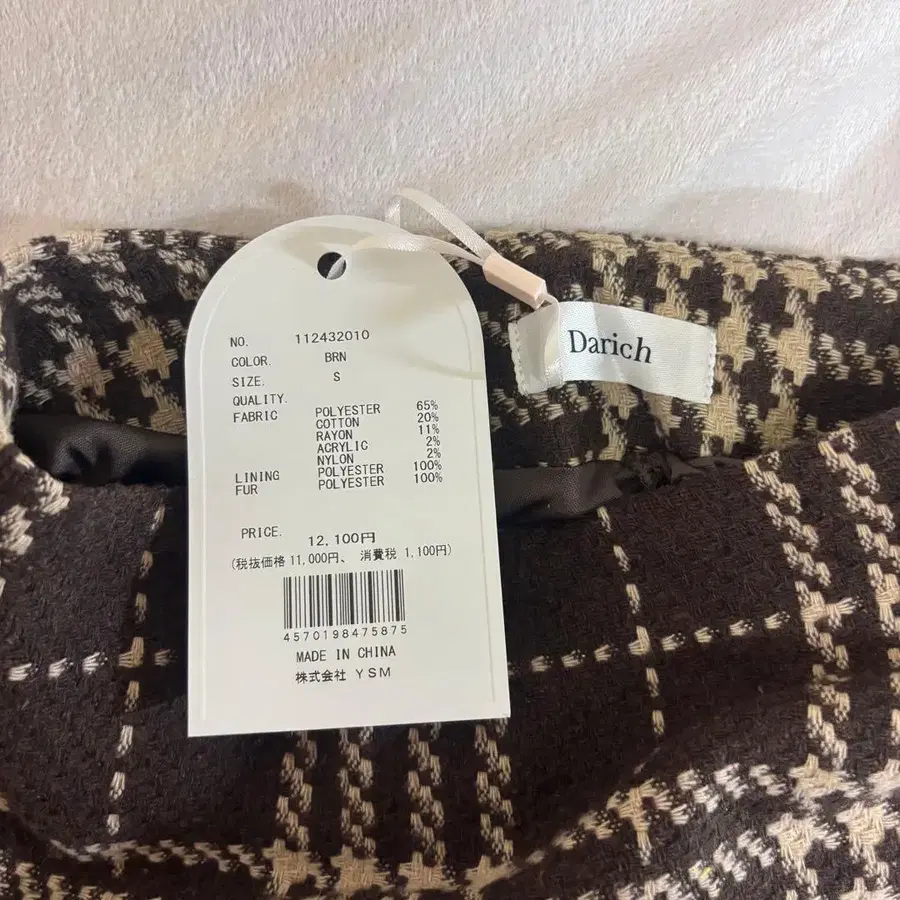 NO. 112432010
COLOR. BRN
SIZE. S
QUALITY.
FABRIC POLYESTER 65%
COTTON 20%
RAYON 11%
ACRYLIC 2%
NYLON 2%
LINING POLYESTER 100%
FUR POLYESTER 100%
PRICE. 12,100円
(税抜価格 11,000円、 消費税 1,100円)
4570198475875
MADE IN CHINA
株式会社 YSM
Darich